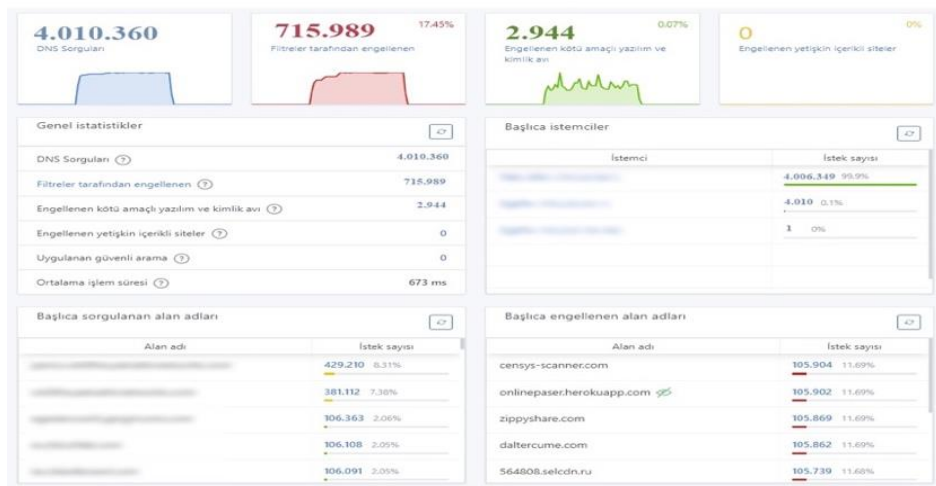 4.010.360
DNS Sorguları
715.989
17.45%
Filtreler tarafından engellenen
2.944
0.07%
Engellenen kötü amaçlı yazılım ve
kimlik avı
0
0%
Engellenen yetişkin içerikli siteler
Genel istatistikler
DNS Sorguları ? 4.010.360
Filtreler tarafından engellenen ? 715.989
Engellenen kötü amaçlı yazılım ve kimlik avı ? 2.944
Engellenen yetişkin içerikli siteler ? 0
Uygulanan güvenli arama ? 0
Ortalama işlem süresi ? 673 ms
Başlıca istemciler
İstemci İstek sayısı
4.006.349 99.9%
4.010 0.1%
1 0%
Başlıca sorgulanan alan adları
Alan adı İstek sayısı
429.210 8.31%
381.112 7.38%
106.363 2.06%
106.108 2.05%
106.091 2.05%
Başlıca engellenen alan adları
Alan adı İstek sayısı
censys-scanner.com 105.904 11.69%
onlinepaser.herokuapp.com 105.902 11.69%
zippyshare.com 105.869 11.69%
daltercume.com 105.862 11.69%
564808.selcdn.ru 105.739 11.68%